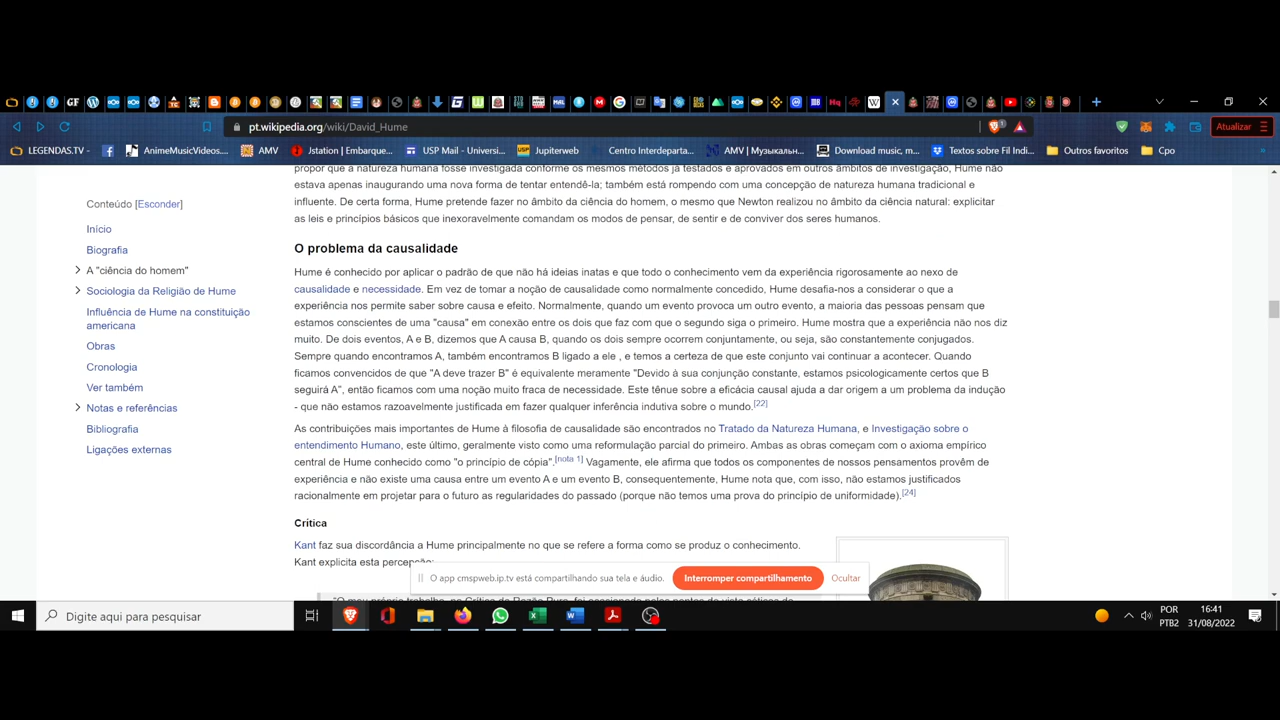 pt.wikipedia.org/wiki/David_Hume
Atualizar
LEGENDAS.TV -
AnimeMusicVideos....
AMV
Jstation | Embarque...
USP Mail - Universi...
Jupiterweb
Centro Interdeparta...
AMV | Музыкальн...
Download music, m...
Textos sobre Fil Indi...
Outros favoritos
Cpo
propor que a natureza humana fosse investigada conforme os mesmos métodos já testados e aprovados em outros âmbitos de investigação, Hume não
estava apenas inaugurando uma nova forma de tentar entendê-la; também está rompendo com uma concepção de natureza humana tradicional e
influente. De certa forma, Hume pretende fazer no âmbito da ciência do homem, o mesmo que Newton realizou no âmbito da ciência natural: explicitar
as leis e princípios básicos que inexoravelmente comandam os modos de pensar, de sentir e de conviver dos seres humanos.
Conteúdo [Esconder]
Início
Biografia
A "ciência do homem"
Sociologia da Religião de Hume
Influência de Hume na constituição
americana
Obras
Cronologia
Ver também
Notas e referências
Bibliografia
Ligações externas
O problema da causalidade
Hume é conhecido por aplicar o padrão de que não há ideias inatas e que todo o conhecimento vem da experiência rigorosamente ao nexo de
causalidade e necessidade. Em vez de tomar a noção de causalidade como normalmente concedido, Hume desafia-nos a considerar o que a
experiência nos permite saber sobre causa e efeito. Normalmente, quando um evento provoca um outro evento, a maioria das pessoas pensam que
estamos conscientes de uma "causa" em conexão entre os dois que faz com que o segundo siga o primeiro. Hume mostra que a experiência não nos diz
muito. De dois eventos, A e B, dizemos que A causa B, quando os dois sempre ocorrem conjuntamente, ou seja, são constantemente conjugados.
Sempre quando encontramos A, também encontramos B ligado a ele , e temos a certeza de que este conjunto vai continuar a acontecer. Quando
ficamos convencidos de que "A deve trazer B" é equivalente meramente "Devido à sua conjunção constante, estamos psicologicamente certos que B
seguirá A", então ficamos com uma noção muito fraca de necessidade. Este tênue sobre a eficácia causal ajuda a dar origem a um problema da indução
- que não estamos razoavelmente justificada em fazer qualquer inferência indutiva sobre o mundo.[22]
As contribuições mais importantes de Hume à filosofia de causalidade são encontrados no Tratado da Natureza Humana, e Investigação sobre o
entendimento Humano, este último, geralmente visto como uma reformulação parcial do primeiro. Ambas as obras começam com o axioma empírico
central de Hume conhecido como "o princípio de cópia".[nota 1] Vagamente, ele afirma que todos os componentes de nossos pensamentos provêm de
experiência e não existe uma causa entre um evento A e um evento B, consequentemente, Hume nota que, com isso, não estamos justificados
racionalmente em projetar para o futuro as regularidades do passado (porque não temos uma prova do princípio de uniformidade).[24]
Crítica
Kant faz sua discordância a Hume principalmente no que se refere a forma como se produz o conhecimento.
Kant explicita esta percepção:
O app cmspweb.ip.tv está compartilhando sua tela e áudio.
Interromper compartilhamento
Ocultar
Digite aqui para pesquisar
POR
PTB2
16:41
31/08/2022